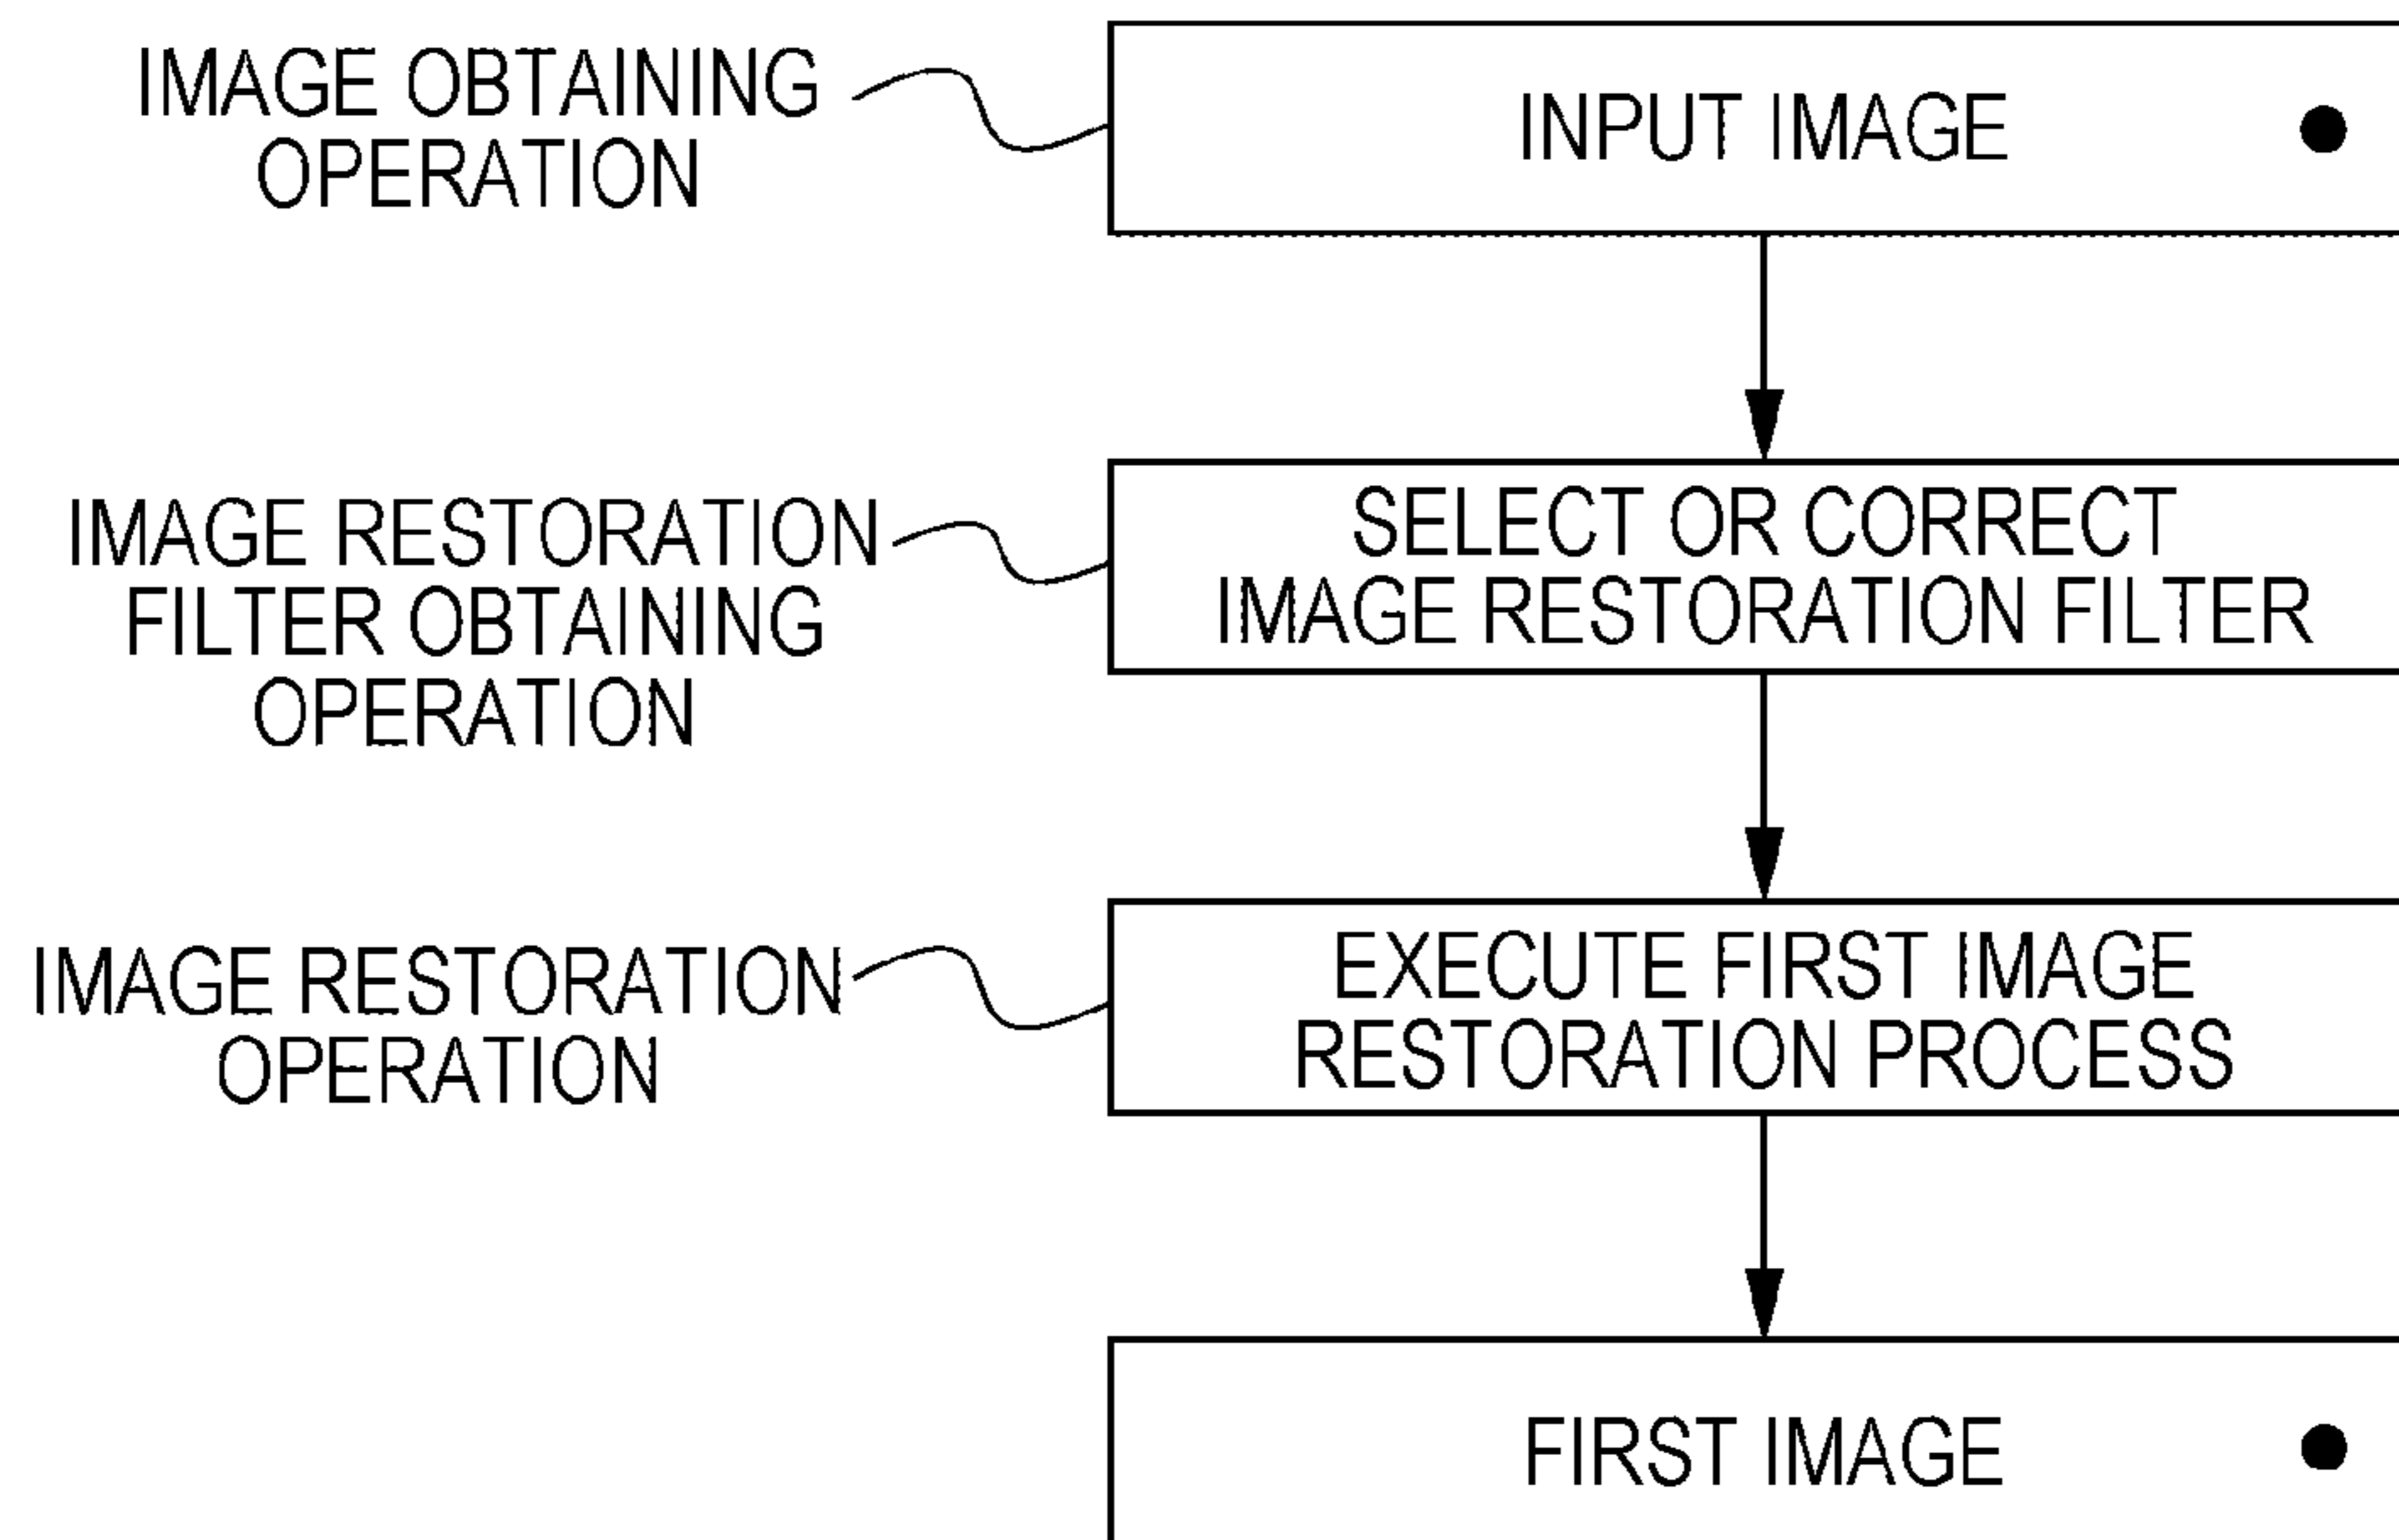 IMAGE OBTAINING
OPERATION
INPUT IMAGE
IMAGE RESTORATION
FILTER OBTAINING
OPERATION
SELECT OR CORRECT
IMAGE RESTORATION FILTER
IMAGE RESTORATION
OPERATION
EXECUTE FIRST IMAGE
RESTORATION PROCESS
FIRST IMAGE